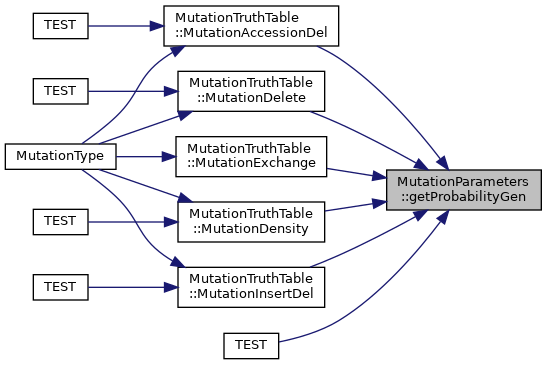 TEST
MutationTruthTable
::MutationAccessionDel
TEST
MutationTruthTable
::MutationDelete
MutationType
MutationTruthTable
::MutationExchange
MutationParameters
::getProbabilityGen
TEST
MutationTruthTable
::MutationDensity
TEST
MutationTruthTable
::MutationInsertDel
TEST